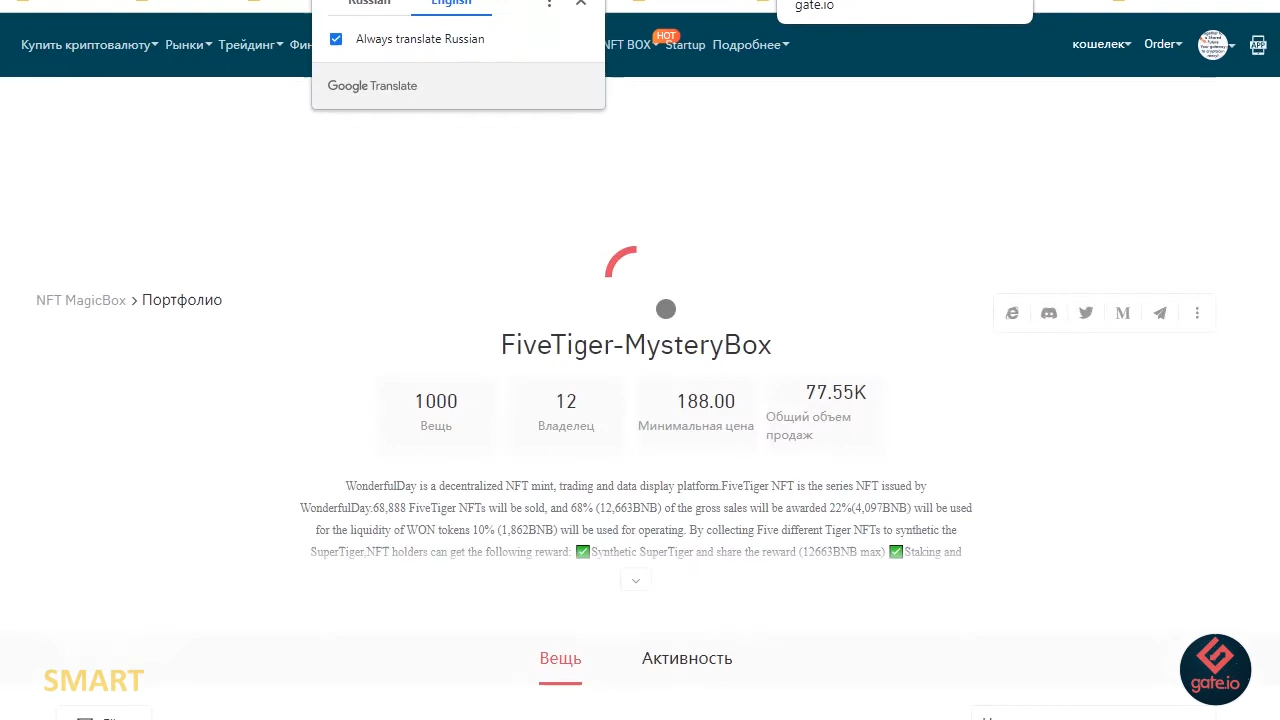 Russian
English
gate.io
Always translate Russian
Google Translate
Купить криптовалюту Рынки Трейдинг Фин
NFT BOX HOT Startup Подробнее
кошелек Order
APP
NFT MagicBox > Портфолио
FiveTiger-MysteryBox
1000
Вещь
12
Владелец
188.00
Минимальная цена
77.55K
Общий объем
продаж
WonderfulDay is a decentralized NFT mint, trading and data display platform.FiveTiger NFT is the series NFT issued by
WonderfulDay.68,888 FiveTiger NFTs will be sold, and 68% (12,663BNB) of the gross sales will be awarded 22%(4,097BNB) will be used
for the liquidity of WON tokens 10% (1,862BNB) will be used for operating. By collecting Five different Tiger NFTs to synthetic the
SuperTiger,NFT holders can get the following reward: ✅Synthetic SuperTiger and share the reward (12663BNB max) ✅Staking and
Вещь
Активность
SMART
gate.io